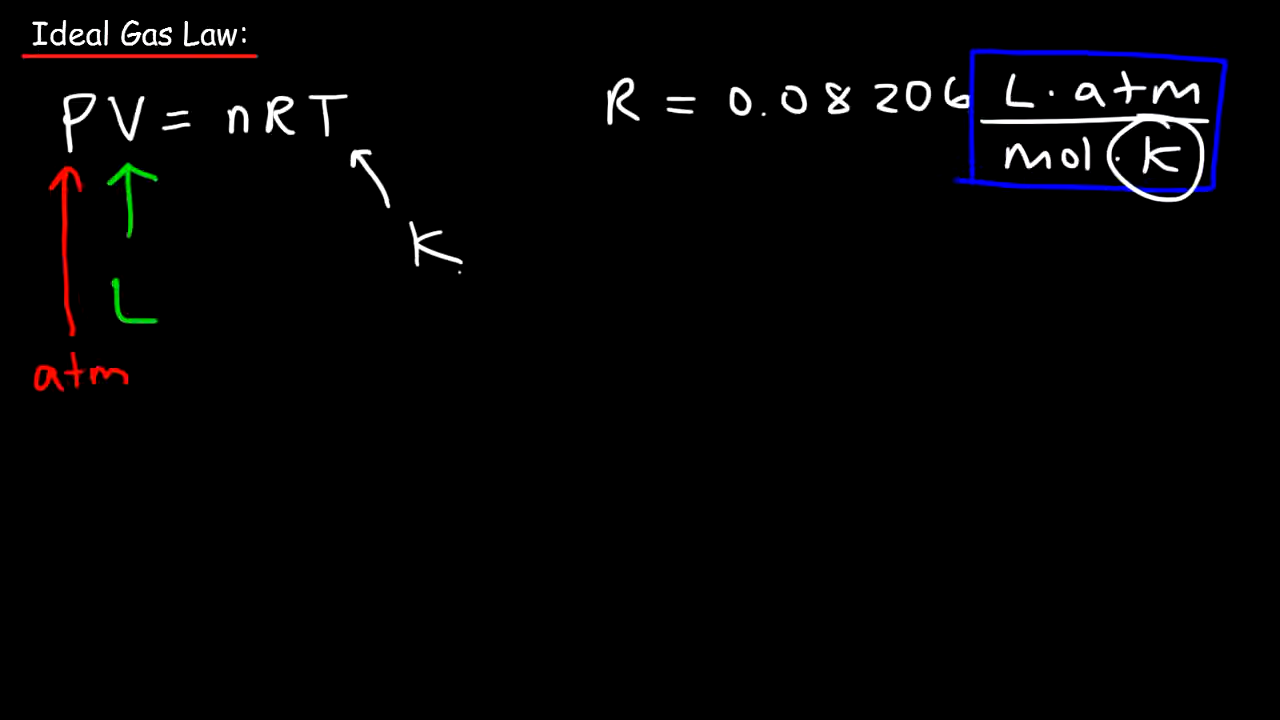 Ideal Gas Law:
PV = nRT
R = 0.08206 L·atm
mol·K
K
L
atm